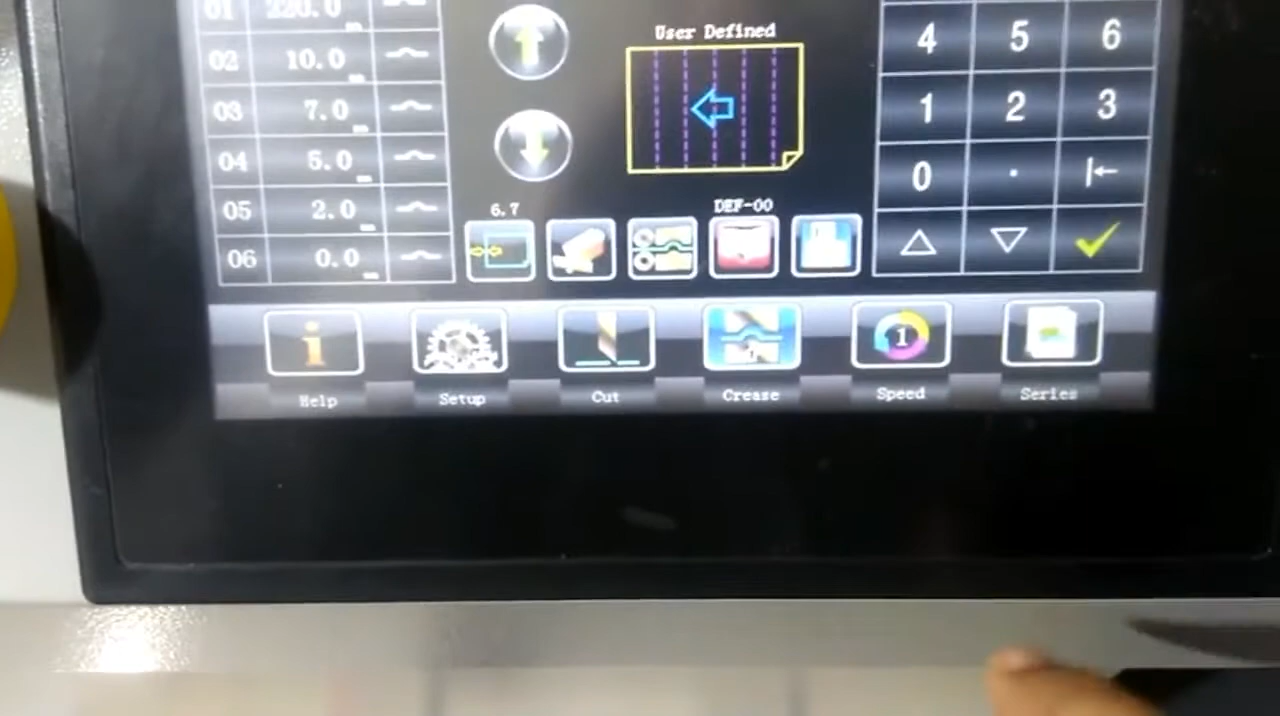 01 220.0 m
02 10.0 m
03 7.0 m
04 5.0 m
05 2.0 m
06 0.0 m
User Defined
6.7
DEF-00
4 5 6
1 2 3
0 .
1
Help Setup Cut Crease Speed Series